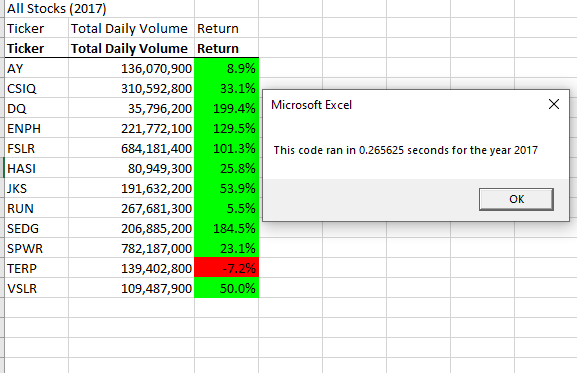 All Stocks (2017)
Ticker Total Daily Volume Return
Ticker Total Daily Volume Return
AY 136,070,900 8.9%
CSIQ 310,592,800 33.1%
DQ 35,796,200 199.4%
ENPH 221,772,100 129.5%
FSLR 684,181,400 101.3%
HASI 80,949,300 25.8%
JKS 191,632,200 53.9%
RUN 267,681,300 5.5%
SEDG 206,885,200 184.5%
SPWR 782,187,000 23.1%
TERP 139,402,800 -7.2%
VSLR 109,487,900 50.0%
Microsoft Excel
This code ran in 0.265625 seconds for the year 2017
OK